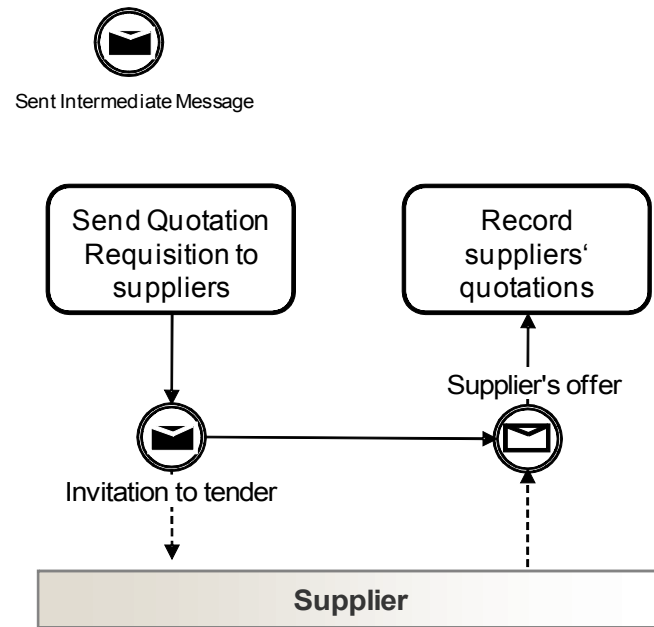 Sent Intermediate Message
Send Quotation
Requisition to
suppliers
Record
suppliers‘
quotations
Supplier's offer
Invitation to tender
Supplier